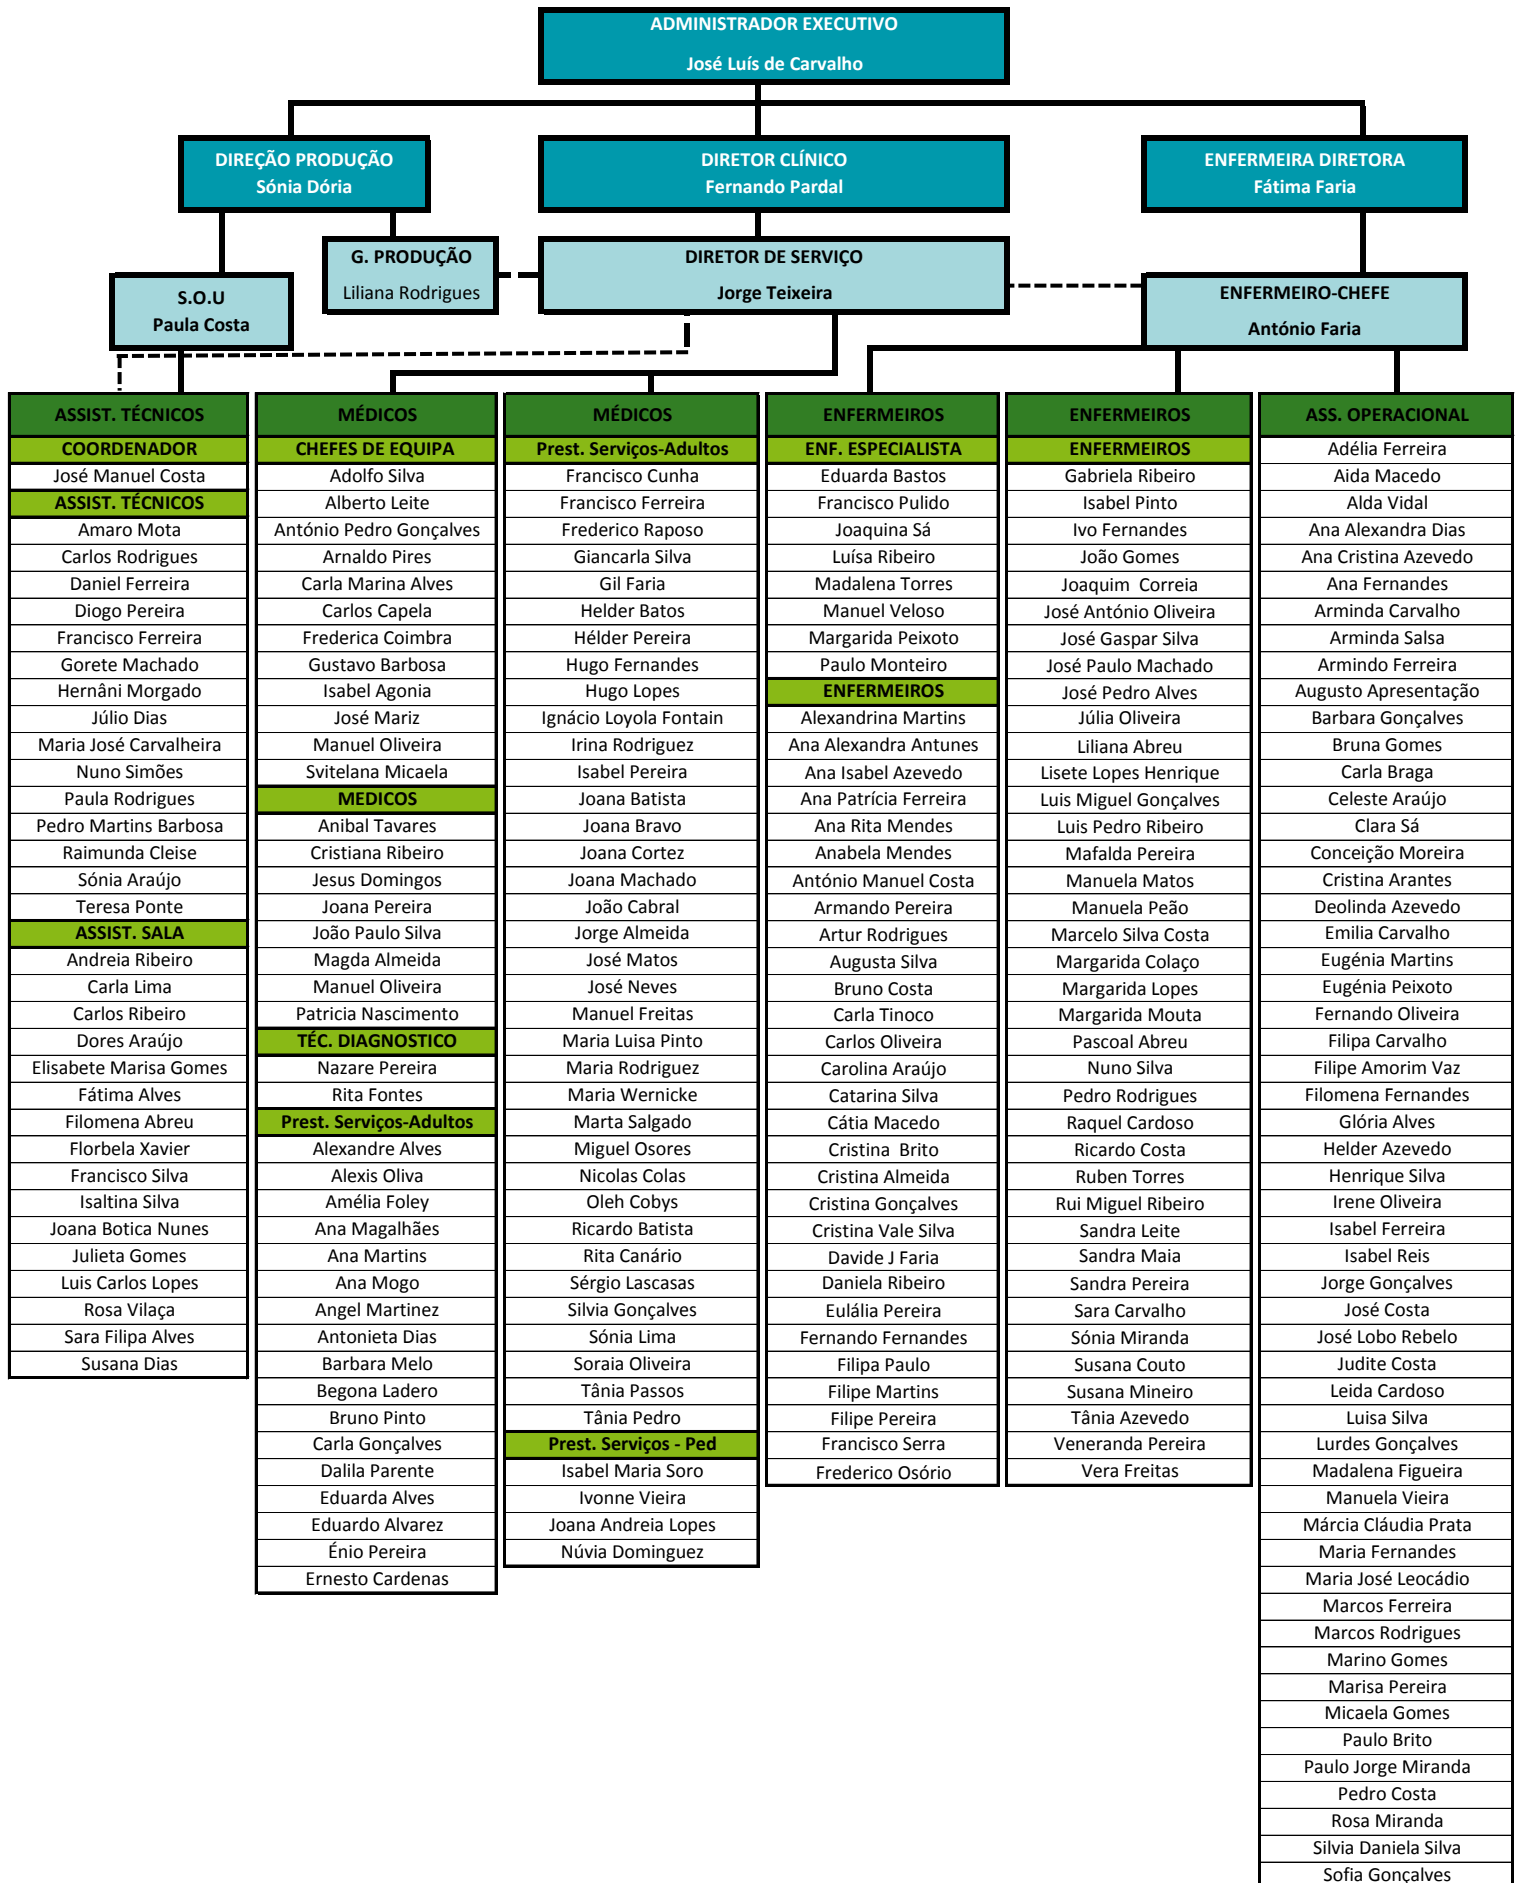 ADMINISTRADOR EXECUTIVO
José Luís de Carvalho
DIREÇÃO PRODUÇÃO
Sónia Dória
DIRETOR CLÍNICO
Fernando Pardal
ENFERMEIRA DIRETORA
Fátima Faria
G. PRODUÇÃO
Liliana Rodrigues
DIRETOR DE SERVIÇO
Jorge Teixeira
S.O.U
Paula Costa
ENFERMEIRO-CHEFE
António Faria
ASSIST. TÉCNICOS
COORDENADOR
José Manuel Costa
ASSIST. TÉCNICOS
Amaro Mota
Carlos Rodrigues
Daniel Ferreira
Diogo Pereira
Francisco Ferreira
Gorete Machado
Hernâni Morgado
Júlio Dias
Maria José Carvalheira
Nuno Simões
Paula Rodrigues
Pedro Martins Barbosa
Raimunda Cleise
Sónia Araújo
Teresa Ponte
ASSIST. SALA
Andreia Ribeiro
Carla Lima
Carlos Ribeiro
Dores Araújo
Elisabete Marisa Gomes
Fátima Alves
Filomena Abreu
Florbela Xavier
Francisco Silva
Isaltina Silva
Joana Botica Nunes
Julieta Gomes
Luis Carlos Lopes
Rosa Vilaça
Sara Filipa Alves
Susana Dias
MÉDICOS
CHEFES DE EQUIPA
Adolfo Silva
Alberto Leite
António Pedro Gonçalves
Arnaldo Pires
Carla Marina Alves
Carlos Capela
Frederica Coimbra
Gustavo Barbosa
Isabel Agonia
José Mariz
Manuel Oliveira
Svitelana Micaela
MEDICOS
Anibal Tavares
Cristiana Ribeiro
Jesus Domingos
Joana Pereira
João Paulo Silva
Magda Almeida
Manuel Oliveira
Patricia Nascimento
TÉC. DIAGNOSTICO
Nazare Pereira
Rita Fontes
Prest. Serviços-Adultos
Alexandre Alves
Alexis Oliva
Amélia Foley
Ana Magalhães
Ana Martins
Ana Mogo
Angel Martinez
Antonieta Dias
Barbara Melo
Begona Ladero
Bruno Pinto
Carla Gonçalves
Dalila Parente
Eduarda Alves
Eduardo Alvarez
Énio Pereira
Ernesto Cardenas
MÉDICOS
Prest. Serviços-Adultos
Francisco Cunha
Francisco Ferreira
Frederico Raposo
Giancarla Silva
Gil Faria
Helder Batos
Hélder Pereira
Hugo Fernandes
Hugo Lopes
Ignácio Loyola Fontain
Irina Rodriguez
Isabel Pereira
Joana Batista
Joana Bravo
Joana Cortez
Joana Machado
João Cabral
Jorge Almeida
José Matos
José Neves
Manuel Freitas
Maria Luisa Pinto
Maria Rodriguez
Maria Wernicke
Marta Salgado
Miguel Osores
Nicolas Colas
Oleh Cobys
Ricardo Batista
Rita Canário
Sérgio Lascasas
Silvia Gonçalves
Sónia Lima
Soraia Oliveira
Tânia Passos
Tânia Pedro
Prest. Serviços - Ped
Isabel Maria Soro
Ivonne Vieira
Joana Andreia Lopes
Núvia Dominguez
ENFERMEIROS
ENF. ESPECIALISTA
Eduarda Bastos
Francisco Pulido
Joaquina Sá
Luísa Ribeiro
Madalena Torres
Manuel Veloso
Margarida Peixoto
Paulo Monteiro
ENFERMEIROS
Alexandrina Martins
Ana Alexandra Antunes
Ana Isabel Azevedo
Ana Patrícia Ferreira
Ana Rita Mendes
Anabela Mendes
António Manuel Costa
Armando Pereira
Artur Rodrigues
Augusta Silva
Bruno Costa
Carla Tinoco
Carlos Oliveira
Carolina Araújo
Catarina Silva
Cátia Macedo
Cristina  Brito
Cristina Almeida
Cristina Gonçalves
Cristina Vale Silva
Davide J Faria
Daniela Ribeiro
Eulália Pereira
Fernando Fernandes
Filipa Paulo
Filipe Martins
Filipe Pereira
Francisco Serra
Frederico Osório
ENFERMEIROS
ENFERMEIROS
Gabriela Ribeiro
Isabel Pinto
Ivo Fernandes
João Gomes
Joaquim  Correia
José António Oliveira
José Gaspar Silva
José Paulo Machado
José Pedro Alves
Júlia Oliveira
Liliana Abreu
Lisete Lopes Henrique
Luis Miguel Gonçalves
Luis Pedro Ribeiro
Mafalda Pereira
Manuela Matos
Manuela Peão
Marcelo Silva Costa
Margarida Colaço
Margarida Lopes
Margarida Mouta
Pascoal Abreu
Nuno Silva
Pedro Rodrigues
Raquel Cardoso
Ricardo Costa
Ruben Torres
Rui Miguel Ribeiro
Sandra Leite
Sandra Maia
Sandra Pereira
Sara Carvalho
Sónia Miranda
Susana Couto
Susana Mineiro
Tânia Azevedo
Veneranda Pereira
Vera Freitas
ASS. OPERACIONAL
Adélia Ferreira
Aida Macedo
Alda Vidal
Ana Alexandra Dias
Ana Cristina Azevedo
Ana Fernandes
Arminda Carvalho
Arminda Salsa
Armindo Ferreira
Augusto Apresentação
Barbara Gonçalves
Bruna Gomes
Carla Braga
Celeste Araújo
Clara Sá
Conceição Moreira
Cristina Arantes
Deolinda Azevedo
Emilia Carvalho
Eugénia Martins
Eugénia Peixoto
Fernando Oliveira
Filipa Carvalho
Filipe Amorim Vaz
Filomena Fernandes
Glória Alves
Helder Azevedo
Henrique Silva
Irene Oliveira
Isabel Ferreira
Isabel Reis
Jorge Gonçalves
José Costa
José Lobo Rebelo
Judite Costa
Leida Cardoso
Luisa Silva
Lurdes Gonçalves
Madalena Figueira
Manuela Vieira
Márcia Cláudia Prata
Maria Fernandes
Maria José Leocádio
Marcos Ferreira
Marcos Rodrigues
Marino Gomes
Marisa Pereira
Micaela Gomes
Paulo Brito
Paulo Jorge Miranda
Pedro Costa
Rosa Miranda
Silvia Daniela Silva
Sofia Gonçalves